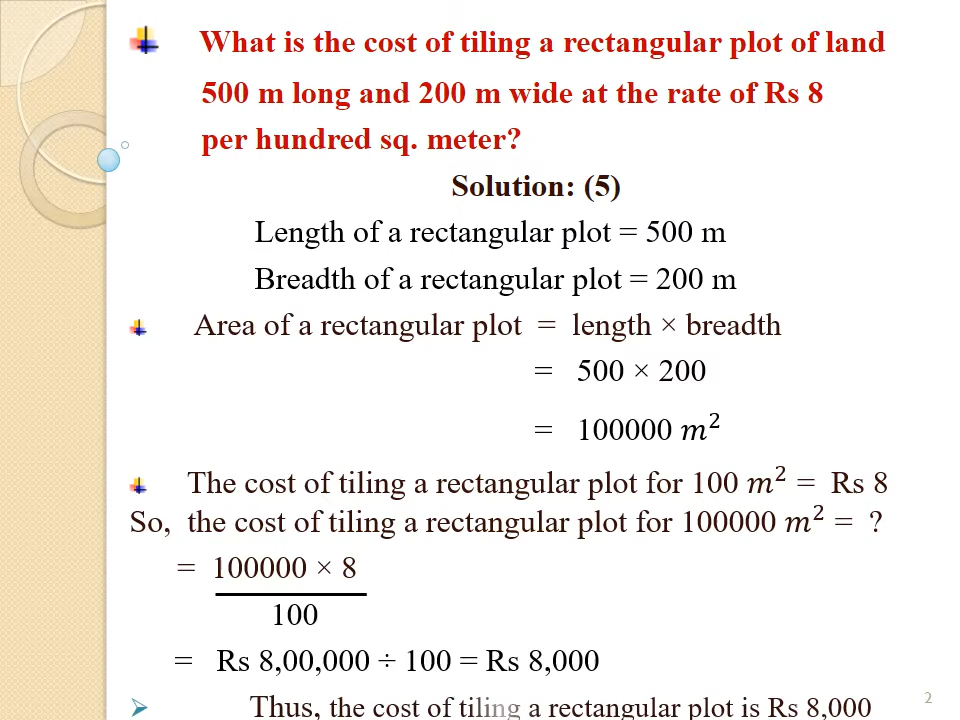 What is the cost of tiling a rectangular plot of land
500 m long and 200 m wide at the rate of Rs 8
per hundred sq. meter?
Solution: (5)
Length of a rectangular plot = 500 m
Breadth of a rectangular plot = 200 m
Area of a rectangular plot = length × breadth
= 500 × 200
= 100000 m²
The cost of tiling a rectangular plot for 100 m² = Rs 8
So, the cost of tiling a rectangular plot for 100000 m² = ?
= 100000 × 8
100
= Rs 8,00,000 ÷ 100 = Rs 8,000
Thus, the cost of tiling a rectangular plot is Rs 8,000
2